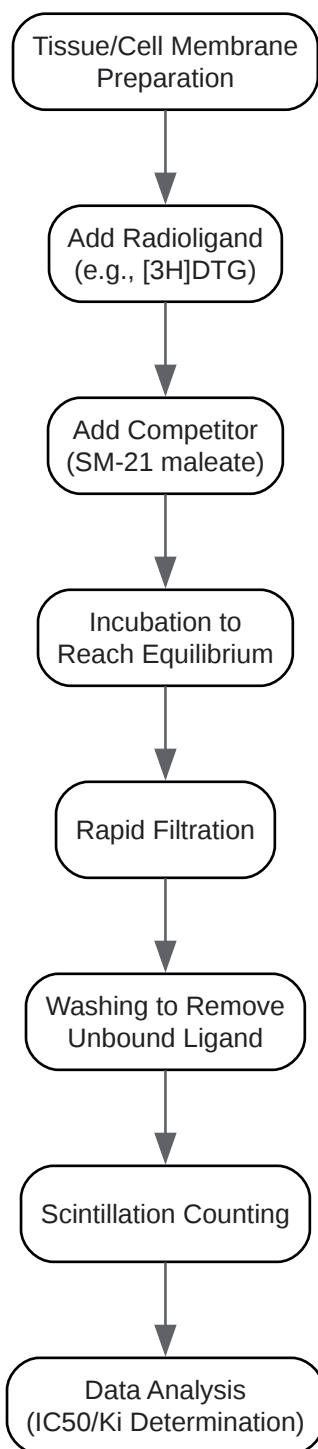 Tissue/Cell Membrane
Preparation
Add Radioligand
(e.g., [3H]DTG)
Add Competitor
(SM-21 maleate)
Incubation to
Reach Equilibrium
Rapid Filtration
Washing to Remove
Unbound Ligand
Scintillation Counting
Data Analysis
(IC50/Ki Determination)